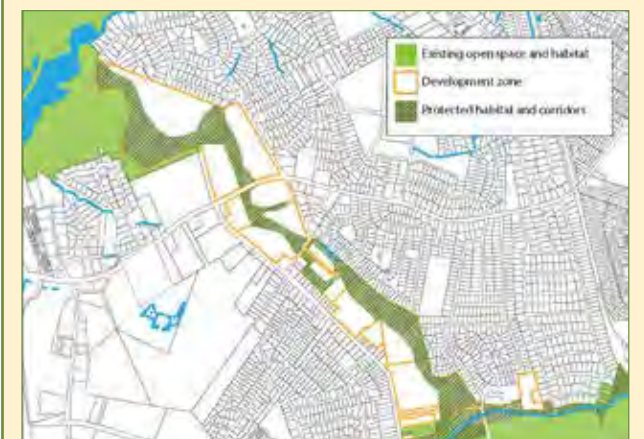 Existing open space and habitat
Development zone
Protected habitat and corridors